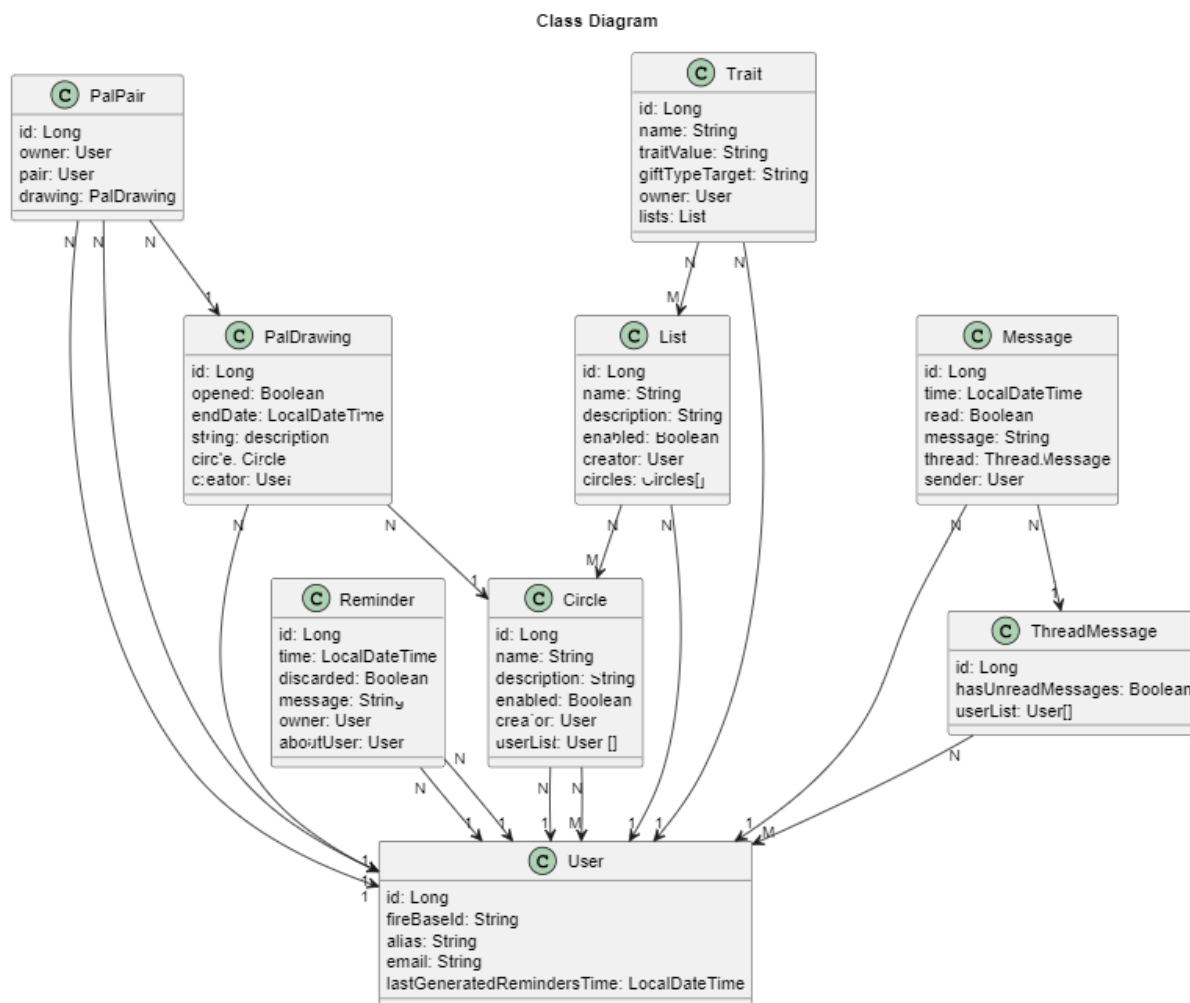 Class Diagram
C PalPair
id: Long
owner: User
pair: User
drawing: PalDrawing
C Trait
id: Long
name: String
traitValue: String
giftTypeTarget: String
owner: User
lists: List
N
N
N
1
N
N
M
C PalDrawing
id: Long
opened: Boolean
endDate: LocalDateTime
string: description
circle: Circle
creator: User
C List
id: Long
name: String
description: String
enabled: Boolean
creator: User
circles: Circles[]
C Message
id: Long
time: LocalDateTime
read: Boolean
message: String
thread: ThreadMessage
sender: User
N
N
1
N
N
M
N
N
1
C Reminder
id: Long
time: LocalDateTime
discarded: Boolean
message: String
owner: User
aboutUser: User
C Circle
id: Long
name: String
description: String
enabled: Boolean
creator: User
userList: User []
C ThreadMessage
id: Long
hasUnreadMessages: Boolean
userList: User[]
N
N
N
N
N
1
1
1
M
1
1
1
M
1
1
1
C User
id: Long
fireBaseId: String
alias: String
email: String
lastGeneratedRemindersTime: LocalDateTime